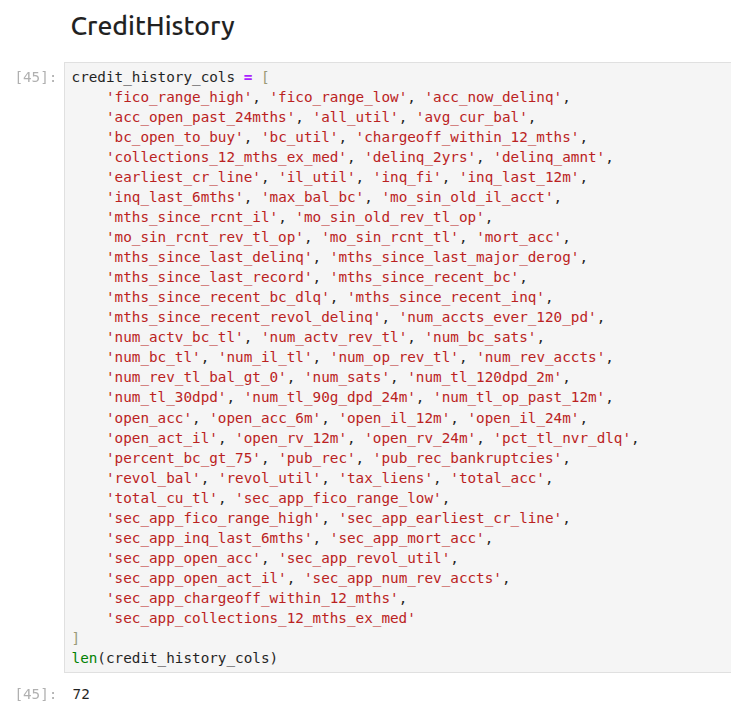 CreditHistory
[45]: credit_history_cols = [
'fico_range_high', 'fico_range_low', 'acc_now_delinq',
'acc_open_past_24mths', 'all_util', 'avg_cur_bal',
'bc_open_to_buy', 'bc_util', 'chargeoff_within_12_mths',
'collections_12_mths_ex_med', 'delinq_2yrs', 'delinq_amnt',
'earliest_cr_line', 'il_util', 'inq_fi', 'inq_last_12m',
'inq_last_6mths', 'max_bal_bc', 'mo_sin_old_il_acct',
'mths_since_rcnt_il', 'mo_sin_old_rev_tl_op',
'mo_sin_rcnt_rev_tl_op', 'mo_sin_rcnt_tl', 'mort_acc',
'mths_since_last_delinq', 'mths_since_last_major_derog',
'mths_since_last_record', 'mths_since_recent_bc',
'mths_since_recent_bc_dlq', 'mths_since_recent_inq',
'mths_since_recent_revol_delinq', 'num_accts_ever_120_pd',
'num_actv_bc_tl', 'num_actv_rev_tl', 'num_bc_sats',
'num_bc_tl', 'num_il_tl', 'num_op_rev_tl', 'num_rev_accts',
'num_rev_tl_bal_gt_0', 'num_sats', 'num_tl_120dpd_2m',
'num_tl_30dpd', 'num_tl_90g_dpd_24m', 'num_tl_op_past_12m',
'open_acc', 'open_acc_6m', 'open_il_12m', 'open_il_24m',
'open_act_il', 'open_rv_12m', 'open_rv_24m', 'pct_tl_nvr_dlq',
'percent_bc_gt_75', 'pub_rec', 'pub_rec_bankruptcies',
'revol_bal', 'revol_util', 'tax_liens', 'total_acc',
'total_cu_tl', 'sec_app_fico_range_low',
'sec_app_fico_range_high', 'sec_app_earliest_cr_line',
'sec_app_inq_last_6mths', 'sec_app_mort_acc',
'sec_app_open_acc', 'sec_app_revol_util',
'sec_app_open_act_il', 'sec_app_num_rev_accts',
'sec_app_chargeoff_within_12_mths',
'sec_app_collections_12_mths_ex_med'
]
len(credit_history_cols)
[45]: 72